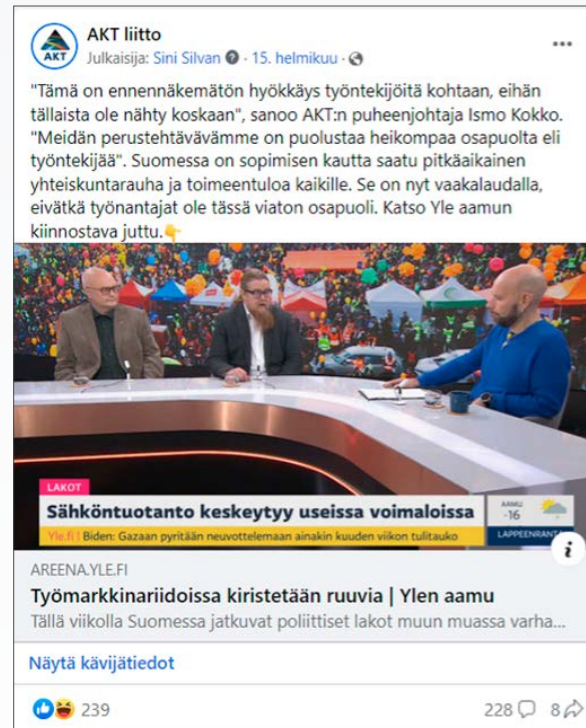 AKT liitto
Julkaisija: Sini Silvan · 15. helmikuu ·
AKT
"Tämä on ennennäkemätön hyökkäys työntekijöitä kohtaan, eihän
tällaista ole nähty koskaan", sanoo AKT:n puheenjohtaja Ismo Kokko.
"Meidän perustehtävävämme on puolustaa heikompaa osapuolta eli
työntekijää". Suomessa on sopimisen kautta saatu pitkäaikainen
yhteiskuntarauha ja toimeentuloa kaikille. Se on nyt vaakalaudalla,
eivätkä työnantajat ole tässä viaton osapuoli. Katso Yle aamun
kiinnostava juttu.👇
LAKOT
Sähköntuotanto keskeytyy useissa voimaloissa
Yle.fi | Biden: Gazaan pyritään neuvottelemaan ainakin kuuden viikon tulitauko
AAMU
-16
LAPPEENRANTA
AREENA.YLE.FI
Työmarkkinariidoissa kiristetään ruuvia | Ylen aamu
Tällä viikolla Suomessa jatkuvat poliittiset lakot muun muassa varha...
Näytä kävijätiedot
239
228
8